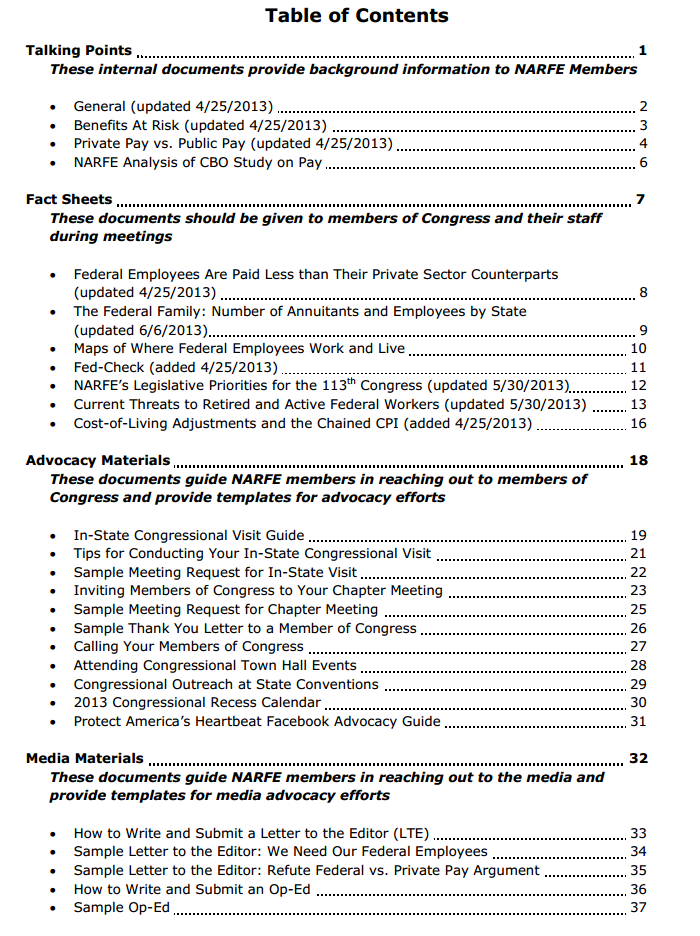 Table of Contents
Talking Points 1
These internal documents provide background information to NARFE Members
• General (updated 4/25/2013) 2
• Benefits At Risk (updated 4/25/2013) 3
• Private Pay vs. Public Pay (updated 4/25/2013) 4
• NARFE Analysis of CBO Study on Pay 6
Fact Sheets 7
These documents should be given to members of Congress and their staff
during meetings
• Federal Employees Are Paid Less than Their Private Sector Counterparts
(updated 4/25/2013) 8
• The Federal Family: Number of Annuitants and Employees by State
(updated 6/6/2013) 9
• Maps of Where Federal Employees Work and Live 10
• Fed-Check (added 4/25/2013) 11
• NARFE’s Legislative Priorities for the 113th Congress (updated 5/30/2013) 12
• Current Threats to Retired and Active Federal Workers (updated 5/30/2013) 13
• Cost-of-Living Adjustments and the Chained CPI (added 4/25/2013) 16
Advocacy Materials 18
These documents guide NARFE members in reaching out to members of
Congress and provide templates for advocacy efforts
• In-State Congressional Visit Guide 19
• Tips for Conducting Your In-State Congressional Visit 21
• Sample Meeting Request for In-State Visit 22
• Inviting Members of Congress to Your Chapter Meeting 23
• Sample Meeting Request for Chapter Meeting 25
• Sample Thank You Letter to a Member of Congress 26
• Calling Your Members of Congress 27
• Attending Congressional Town Hall Events 28
• Congressional Outreach at State Conventions 29
• 2013 Congressional Recess Calendar 30
• Protect America’s Heartbeat Facebook Advocacy Guide 31
Media Materials 32
These documents guide NARFE members in reaching out to the media and
provide templates for media advocacy efforts
• How to Write and Submit a Letter to the Editor (LTE) 33
• Sample Letter to the Editor: We Need Our Federal Employees 34
• Sample Letter to the Editor: Refute Federal vs. Private Pay Argument 35
• How to Write and Submit an Op-Ed 36
• Sample Op-Ed 37